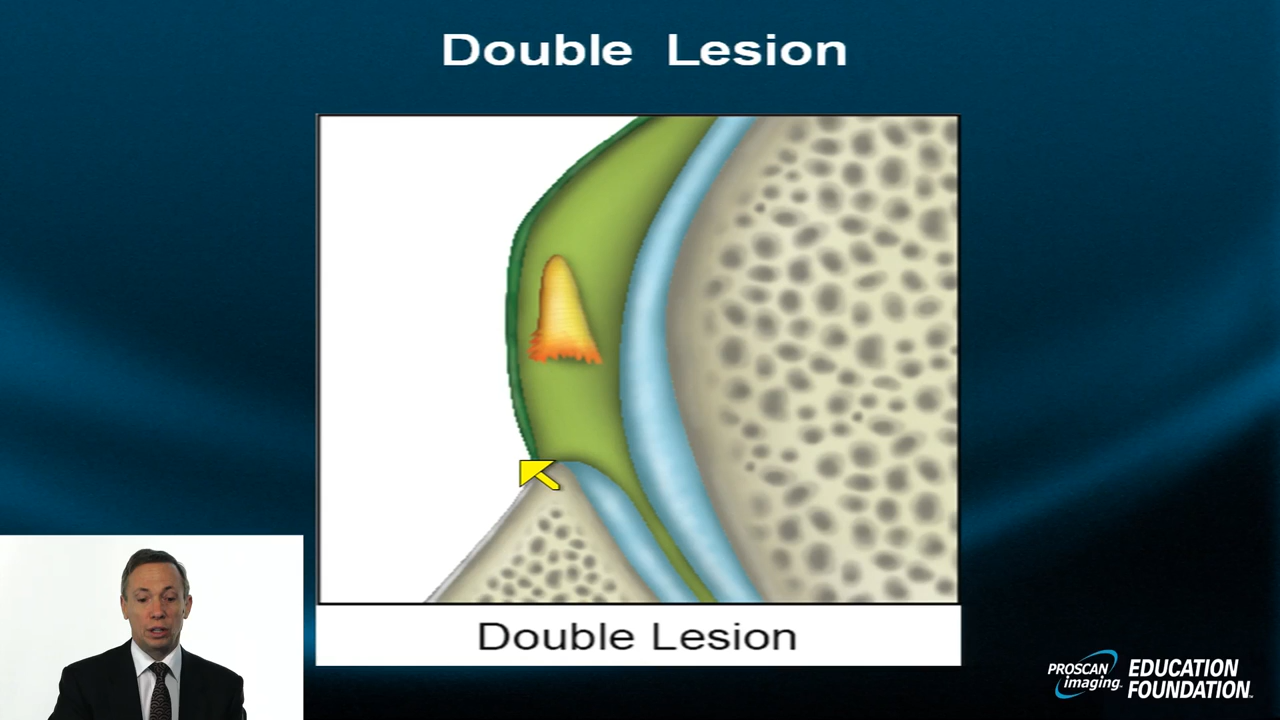 Double Lesion
Double Lesion
PROSCAN
imaging
EDUCATION
FOUNDATION